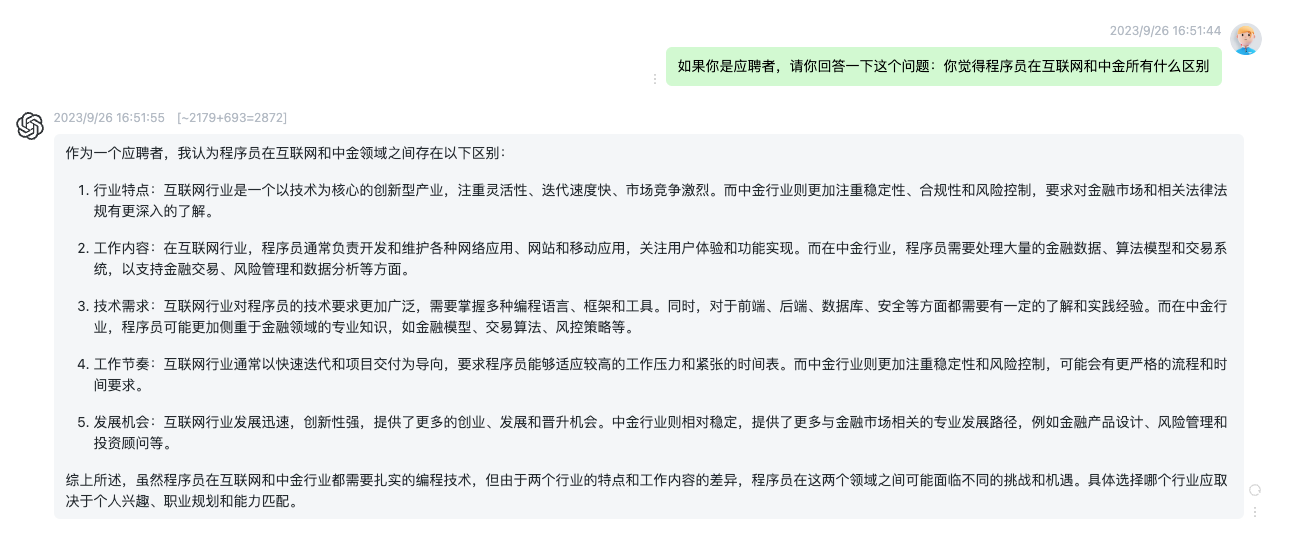 2023/9/26 16:51:44
如果你是应聘者，请你回答一下这个问题：你觉得程序员在互联网和中金所有什么区别
2023/9/26 16:51:55 [~2179+693=2872]
作为一个应聘者，我认为程序员在互联网和中金领域之间存在以下区别：
1. 行业特点：互联网行业是一个以技术为核心的创新型产业，注重灵活性、迭代速度快、市场竞争激烈。而中金行业则更加注重稳定性、合规性和风险控制，要求对金融市场和相关法律法
规有更深入的了解。
2. 工作内容：在互联网行业，程序员通常负责开发和维护各种网络应用、网站和移动应用，关注用户体验和功能实现。而在中金行业，程序员需要处理大量的金融数据、算法模型和交易系
统，以支持金融交易、风险管理和数据分析等方面。
3. 技术需求：互联网行业对程序员的技术要求更加广泛，需要掌握多种编程语言、框架和工具。同时，对于前端、后端、数据库、安全等方面都需要有一定的了解和实践经验。而在中金行
业，程序员可能更加侧重于金融领域的专业知识，如金融模型、交易算法、风控策略等。
4. 工作节奏：互联网行业通常以快速迭代和项目交付为导向，要求程序员能够适应较高的工作压力和紧张的时间表。而中金行业则更加注重稳定性和风险控制，可能会有更严格的流程和时
间要求。
5. 发展机会：互联网行业发展迅速，创新性强，提供了更多的创业、发展和晋升机会。中金行业则相对稳定，提供了更多与金融市场相关的专业发展路径，例如金融产品设计、风险管理和
投资顾问等。
综上所述，虽然程序员在互联网和中金行业都需要扎实的编程技术，但由于两个行业的特点和工作内容的差异，程序员在这两个领域之间可能面临不同的挑战和机遇。具体选择哪个行业应取
决于个人兴趣、职业规划和能力匹配。